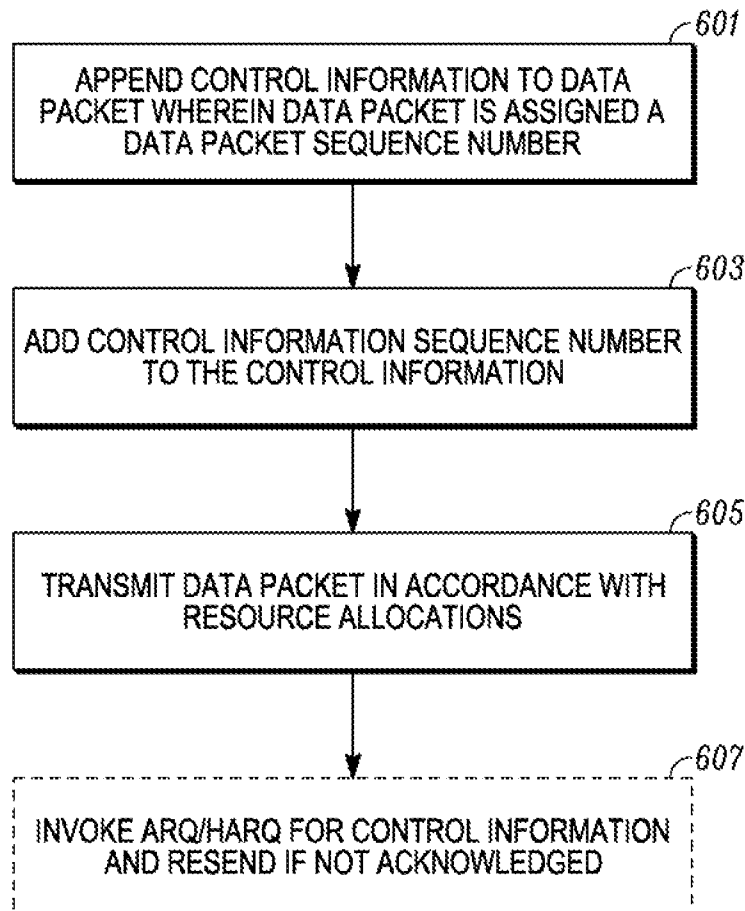 601
APPEND CONTROL INFORMATION TO DATA
PACKET WHEREIN DATA PACKET IS ASSIGNED A
DATA PACKET SEQUENCE NUMBER
603
ADD CONTROL INFORMATION SEQUENCE NUMBER
TO THE CONTROL INFORMATION
605
TRANSMIT DATA PACKET IN ACCORDANCE WITH
RESOURCE ALLOCATIONS
607
INVOKE ARQ/HARQ FOR CONTROL INFORMATION
AND RESEND IF NOT ACKNOWLEDGED